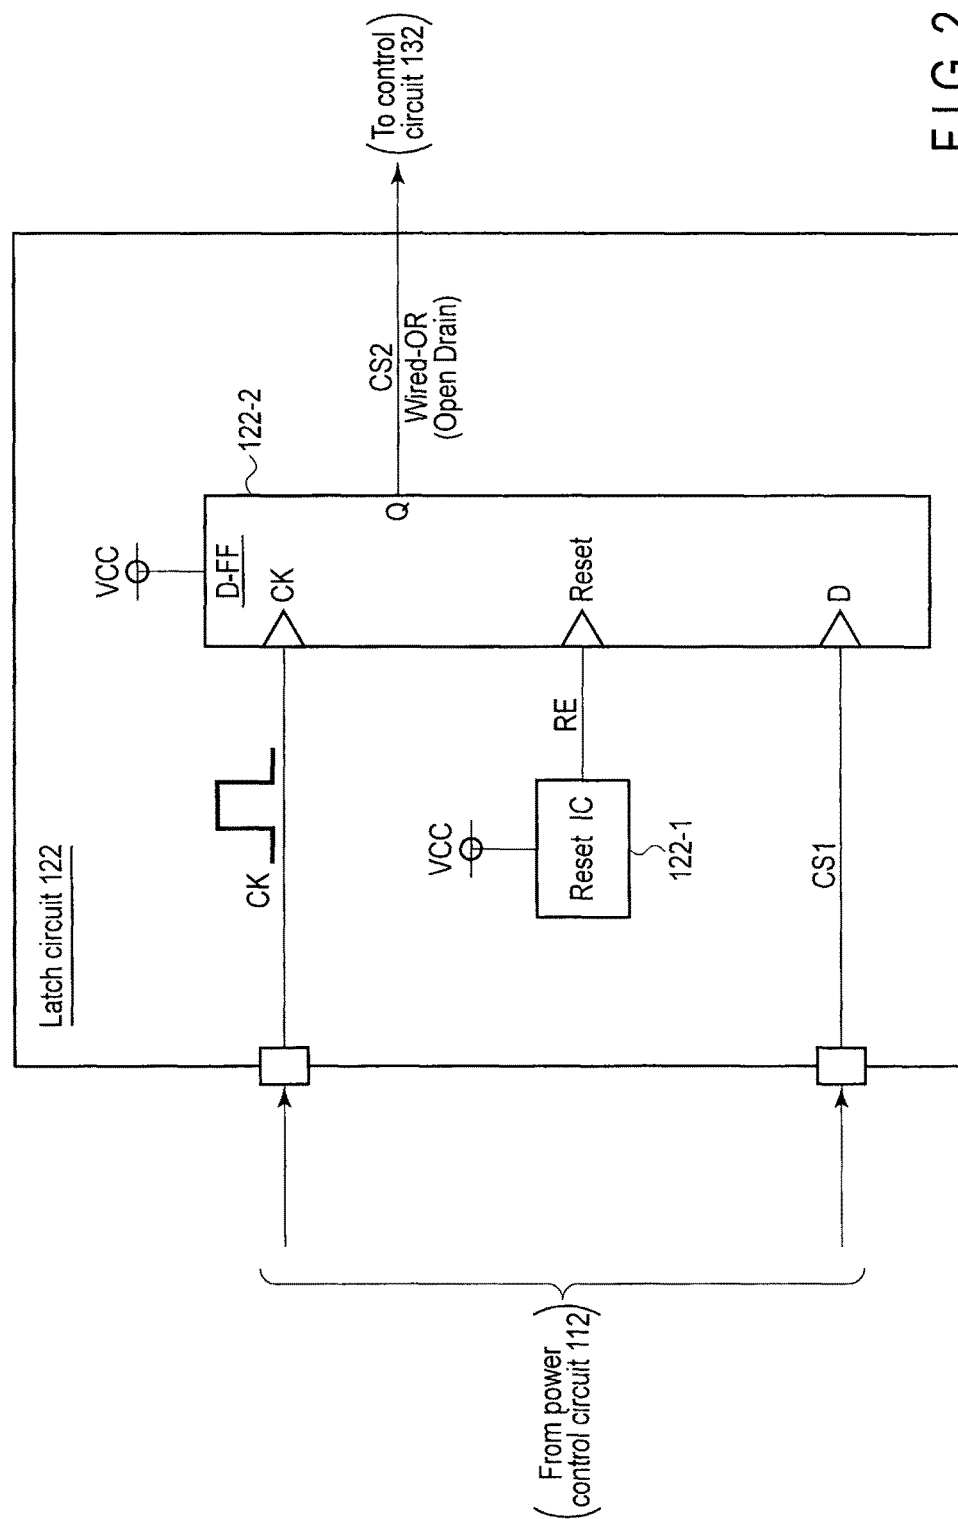 Latch circuit 122
VCC
D-FF
122-2
CK
CK
Q
CS2
Wired-OR
(Open Drain)
(To control
circuit 132)
VCC
Reset IC
122-1
RE
Reset
CS1
D
(From power
control circuit 112)
FIG. 2